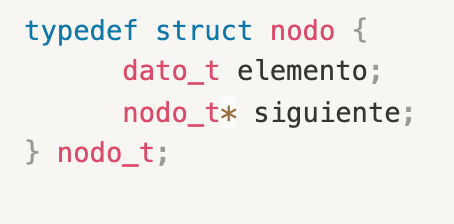 typedef struct nodo {
dato_t elemento;
nodo_t* siguiente;
} nodo_t;